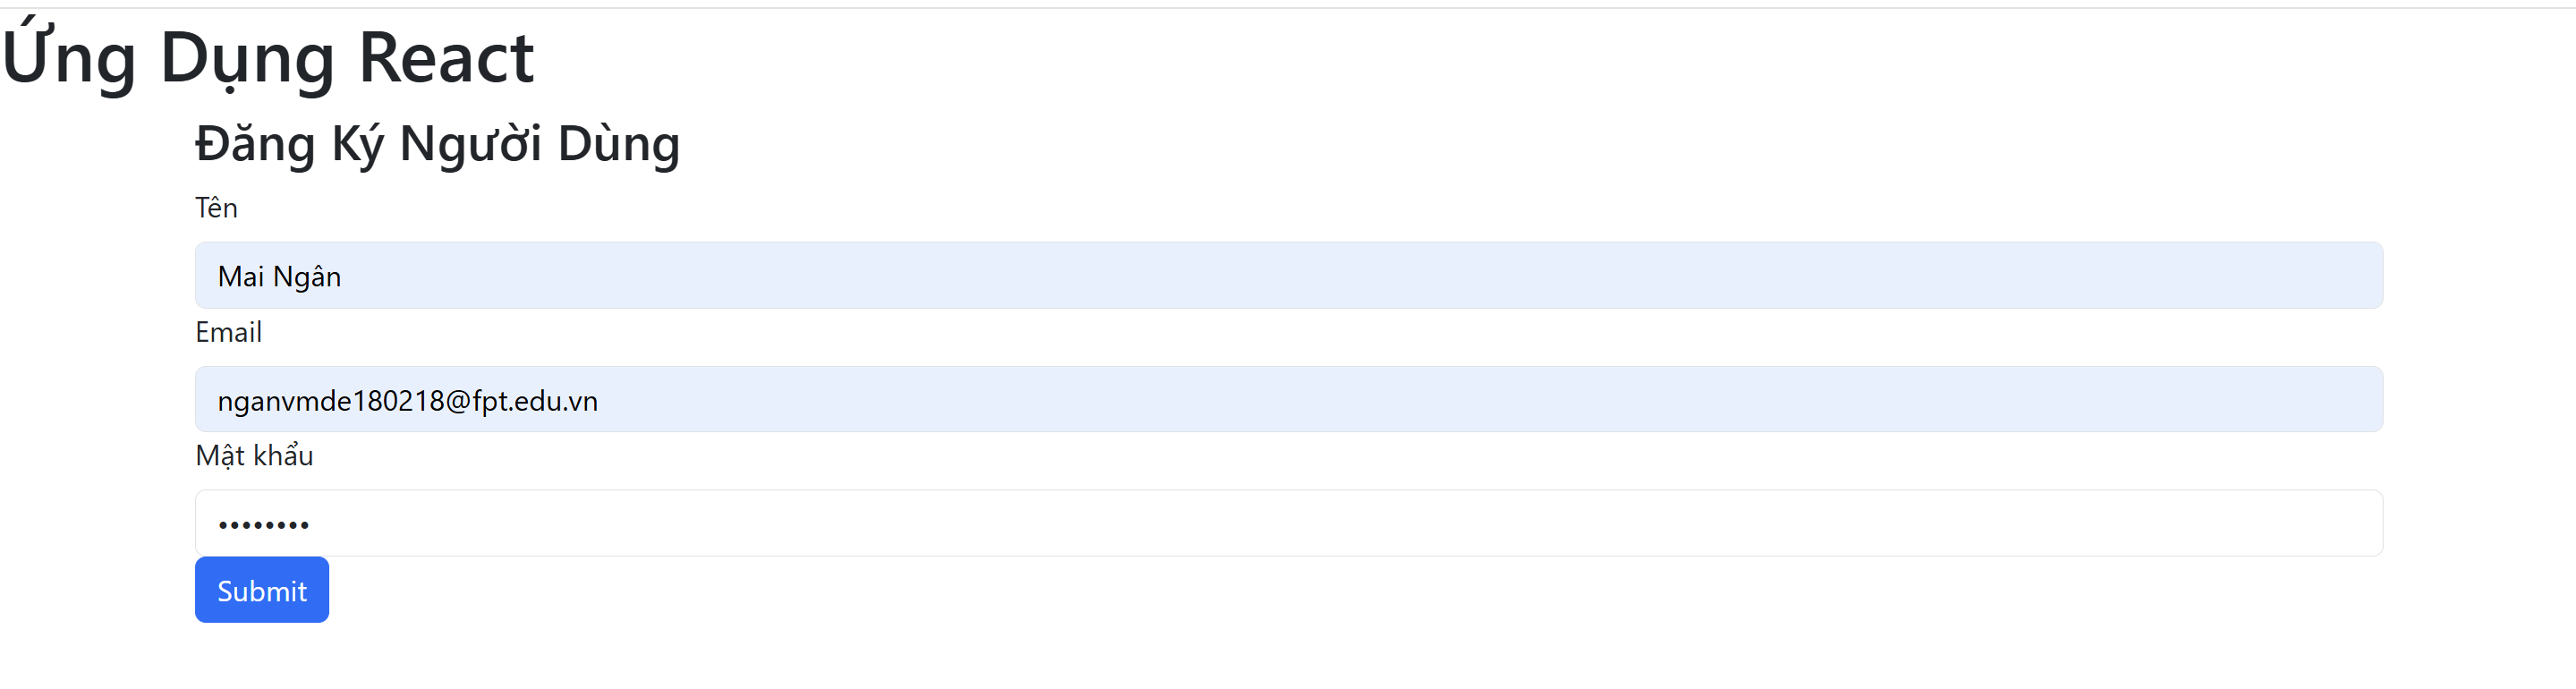 Ứng Dụng React
Đăng Ký Người Dùng
Tên
Mai Ngân
Email
nganvmde180218@fpt.edu.vn
Mật khẩu
••••••••
Submit